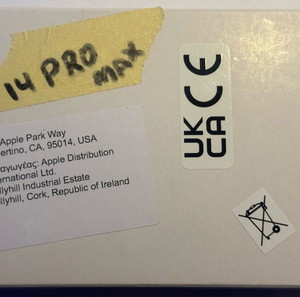 14 PRO
MAX
UK
CA CE
Apple Park Way
ertino, CA, 95014, USA
αγωγέας: Apple Distribution
ernational Ltd.
llyhill Industrial Estate
llyhill, Cork, Republic of Ireland